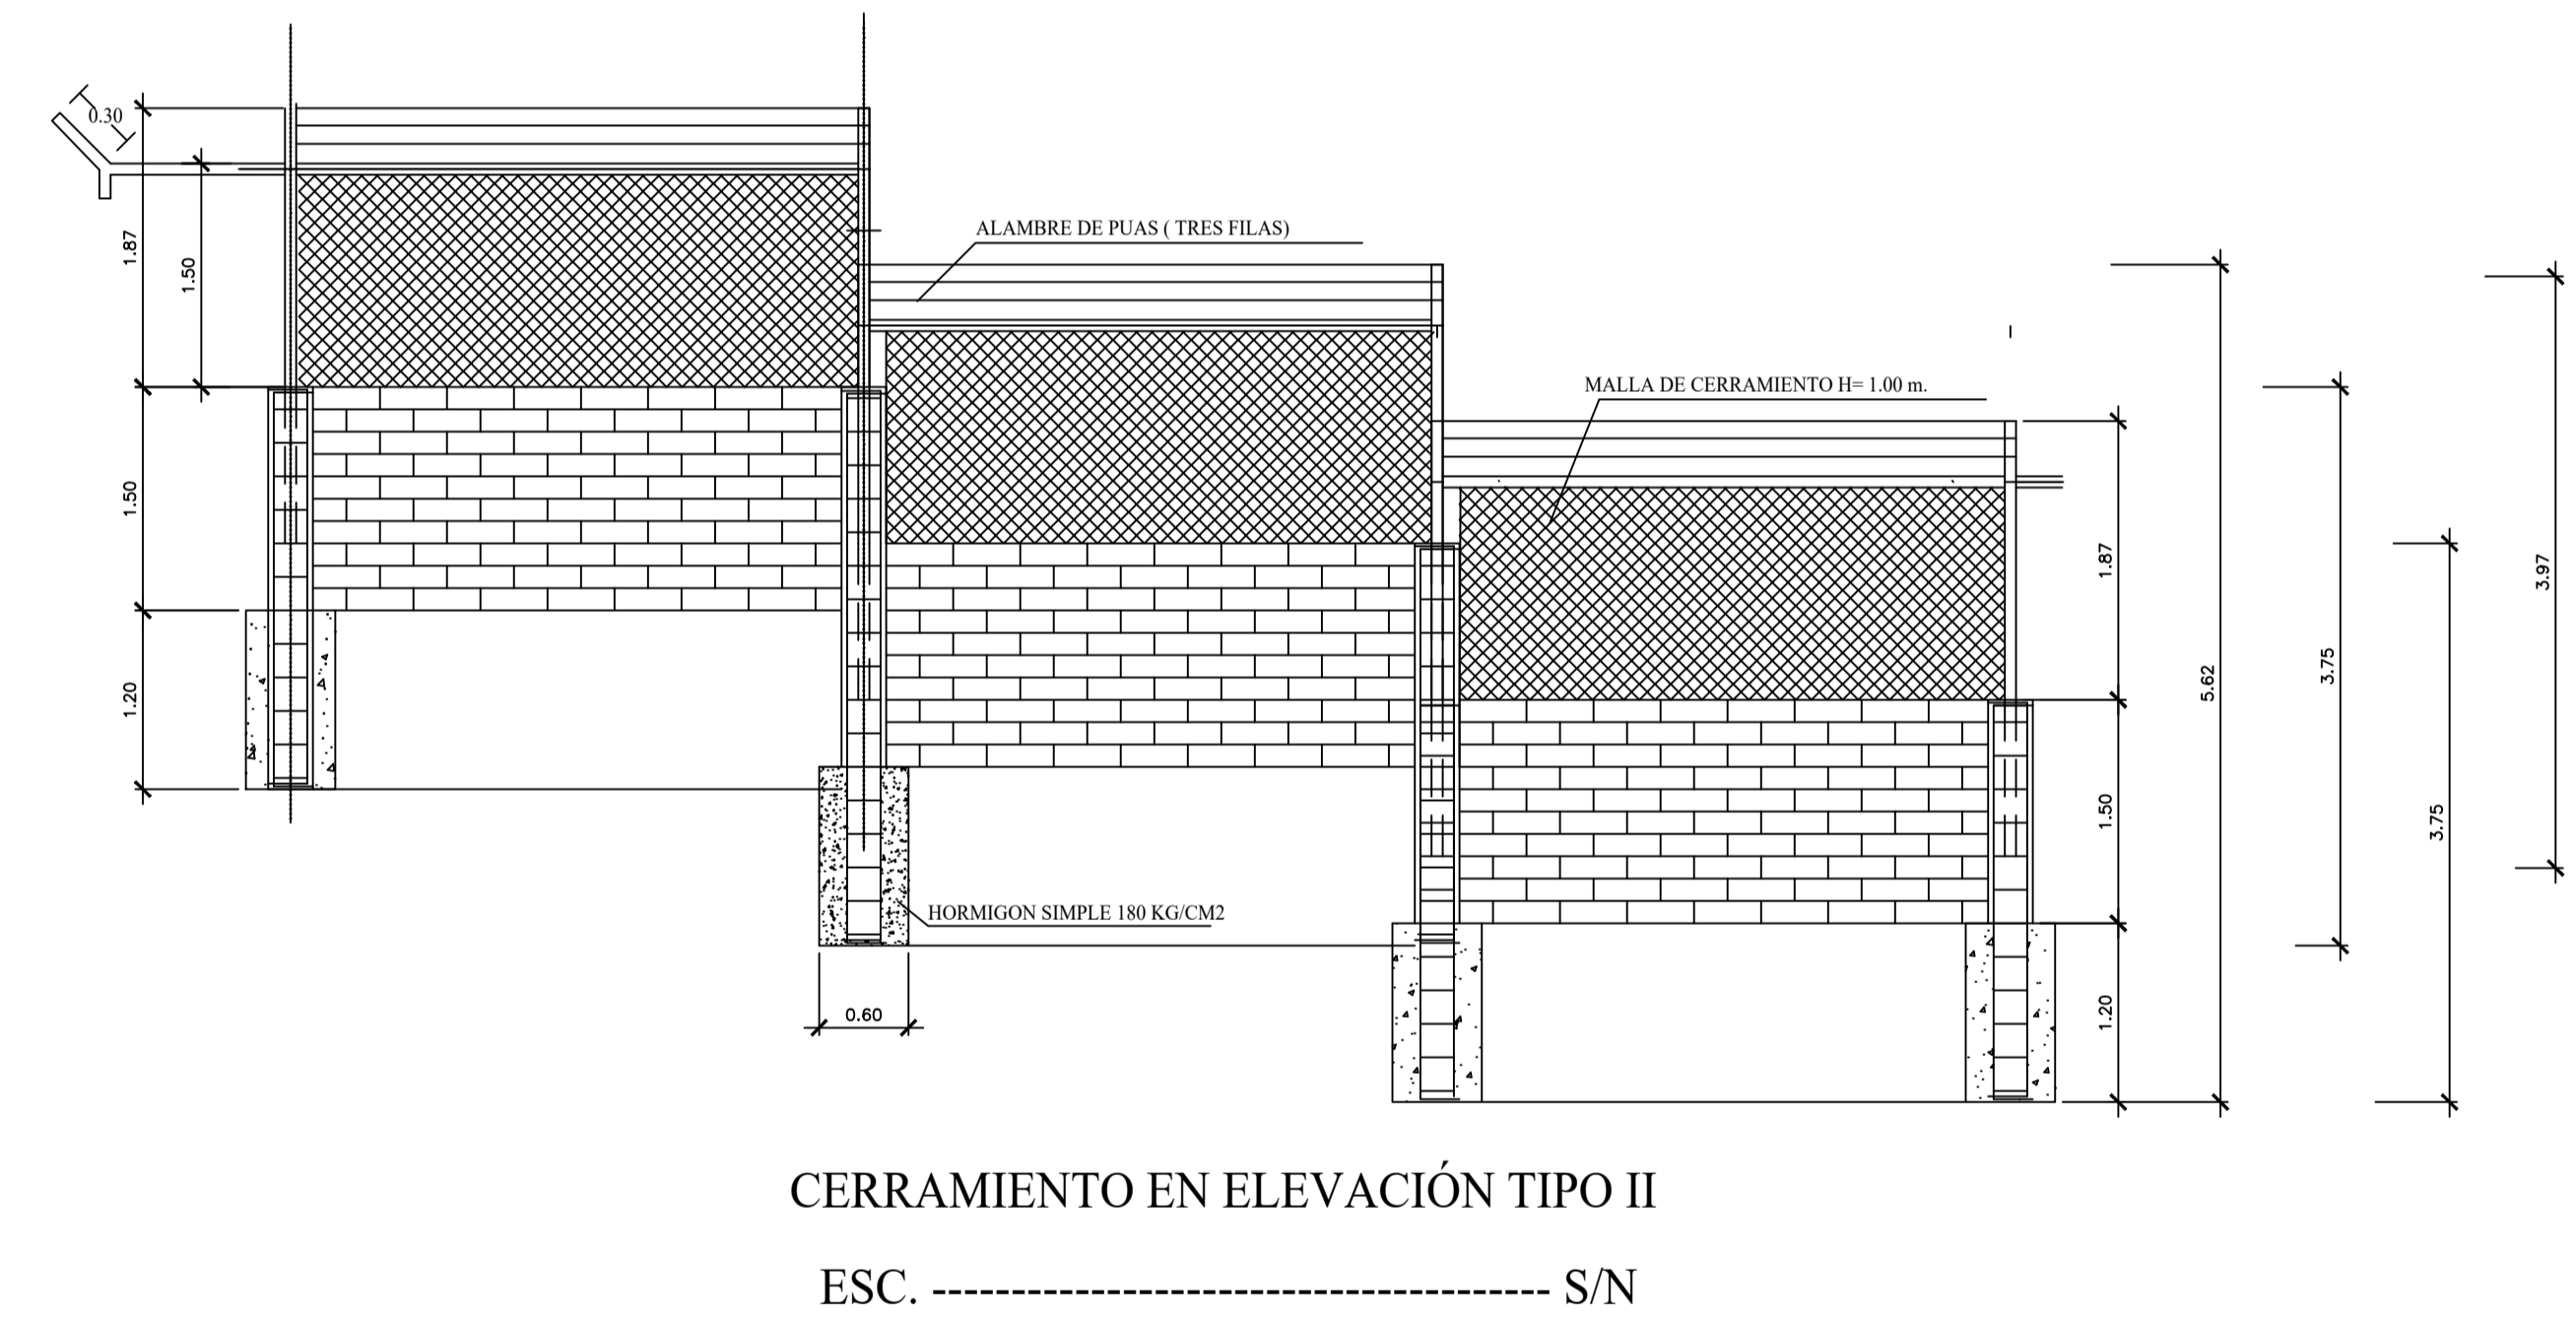 0.30
1.87
1.50
ALAMBRE DE PUAS ( TRES FILAS)
MALLA DE CERRAMIENTO H= 1.00 m.
1.50
1.20
1.87
1.50
1.20
5.62
3.75
3.75
3.97
HORMIGON SIMPLE 180 KG/CM2
0.60
CERRAMIENTO EN ELEVACIÓN TIPO II
ESC. --------------------------------------- S/N